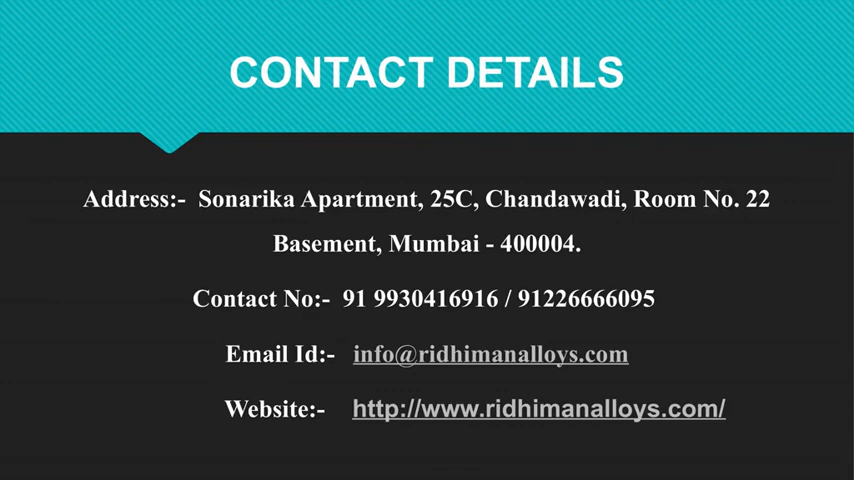 CONTACT DETAILS
Address:- Sonarika Apartment, 25C, Chandawadi, Room No. 22
Basement, Mumbai - 400004.
Contact No:- 91 9930416916 / 91226666095
Email Id:- info@ridhimanalloys.com
Website:- http://www.ridhimanalloys.com/